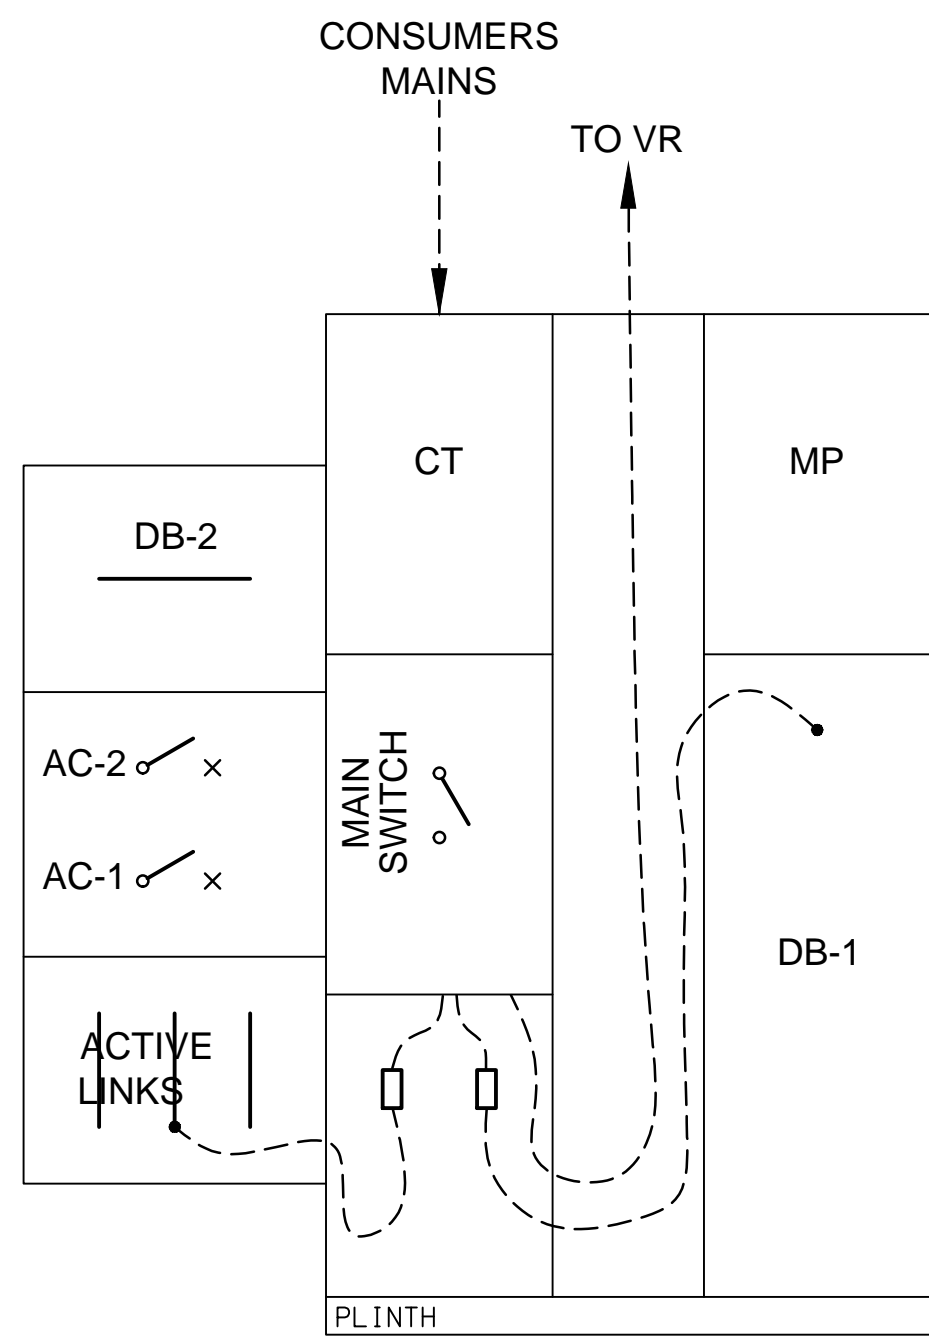 CONSUMERS
MAINS
TO VR
CT
MP
DB-2
AC-2
MAIN
SWITCH
AC-1
DB-1
ACTIVE
LINKS
PLINTH